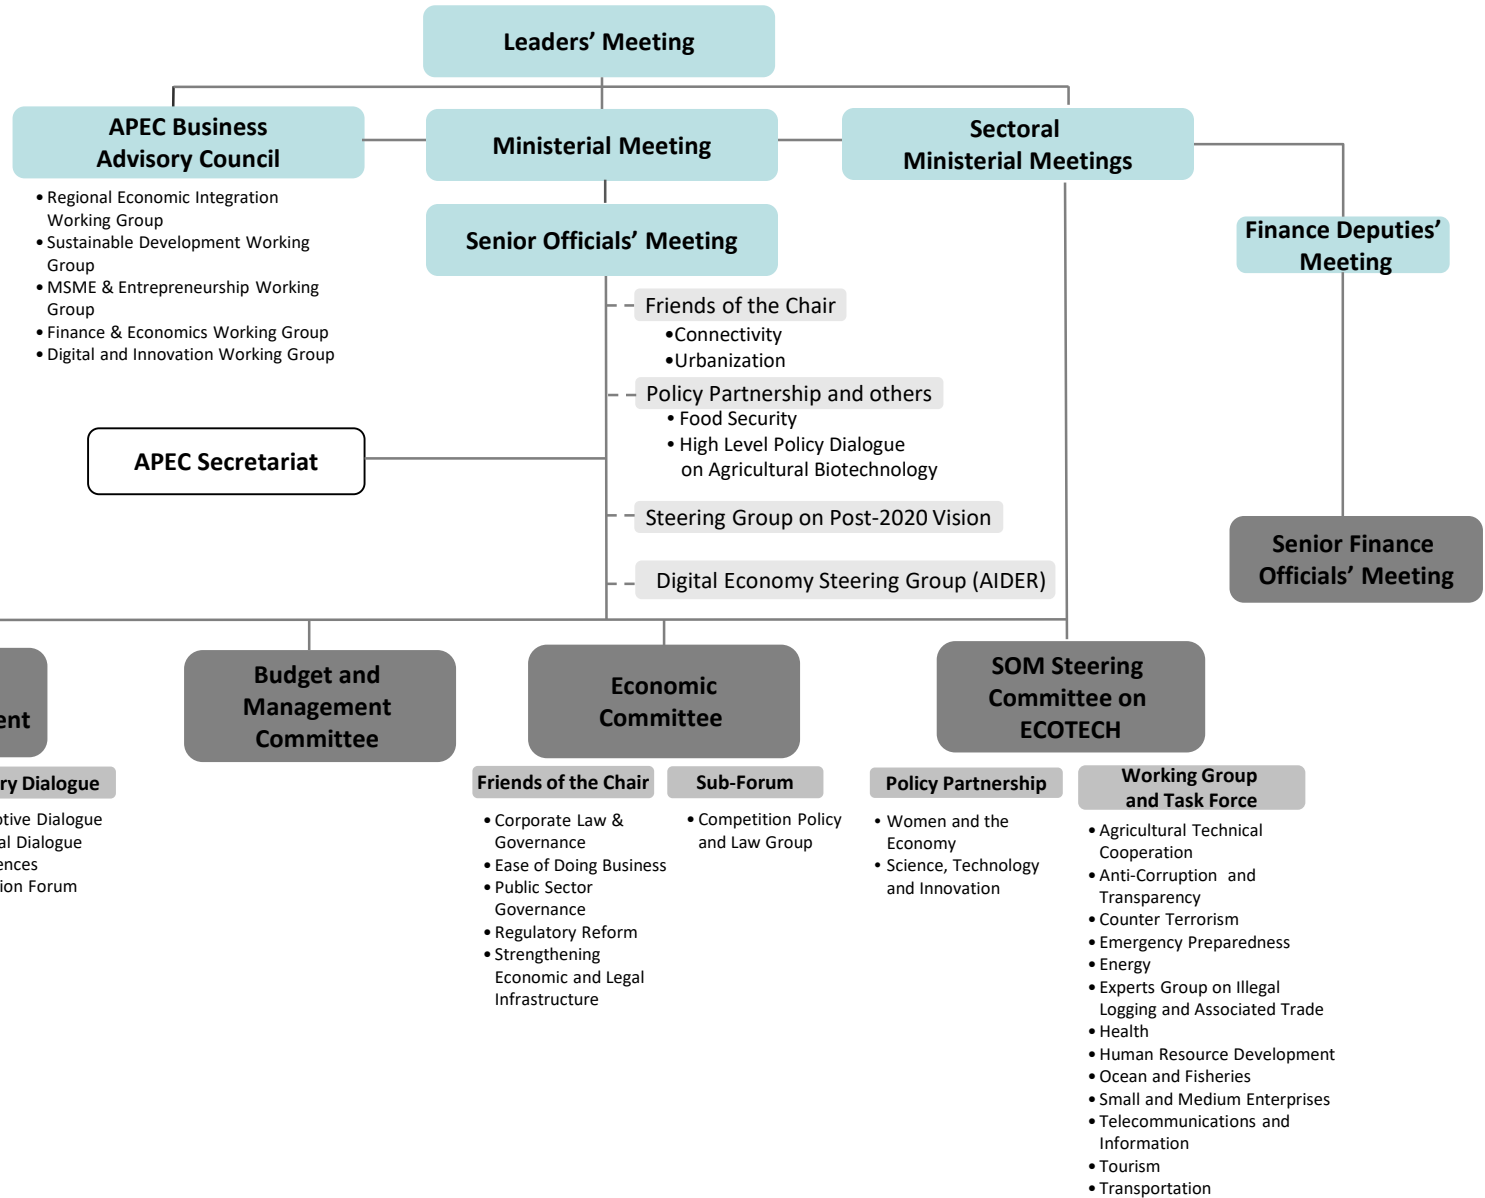 Leaders’ Meeting
APEC Business
Advisory Council
Ministerial Meeting
Sectoral
Ministerial Meetings
• Regional Economic Integration
Working Group
• Sustainable Development Working
Group
• MSME & Entrepreneurship Working
Group
• Finance & Economics Working Group
• Digital and Innovation Working Group
Senior Officials’ Meeting
Finance Deputies’
Meeting
Friends of the Chair
•Connectivity
•Urbanization
Policy Partnership and others
• Food Security
• High Level Policy Dialogue
on Agricultural Biotechnology
APEC Secretariat
Steering Group on Post-2020 Vision
Digital Economy Steering Group (AIDER)
Senior Finance
Officials’ Meeting
ent
ry Dialogue
tive Dialogue
al Dialogue
ences
ion Forum
Budget and
Management
Committee
Economic
Committee
Friends of the Chair
• Corporate Law &
Governance
• Ease of Doing Business
• Public Sector
Governance
• Regulatory Reform
• Strengthening
Economic and Legal
Infrastructure
Sub-Forum
• Competition Policy
and Law Group
SOM Steering
Committee on
ECOTECH
Policy Partnership
• Women and the
Economy
• Science, Technology
and Innovation
Working Group
and Task Force
• Agricultural Technical
Cooperation
• Anti-Corruption and
Transparency
• Counter Terrorism
• Emergency Preparedness
• Energy
• Experts Group on Illegal
Logging and Associated Trade
• Health
• Human Resource Development
• Ocean and Fisheries
• Small and Medium Enterprises
• Telecommunications and
Information
• Tourism
• Transportation